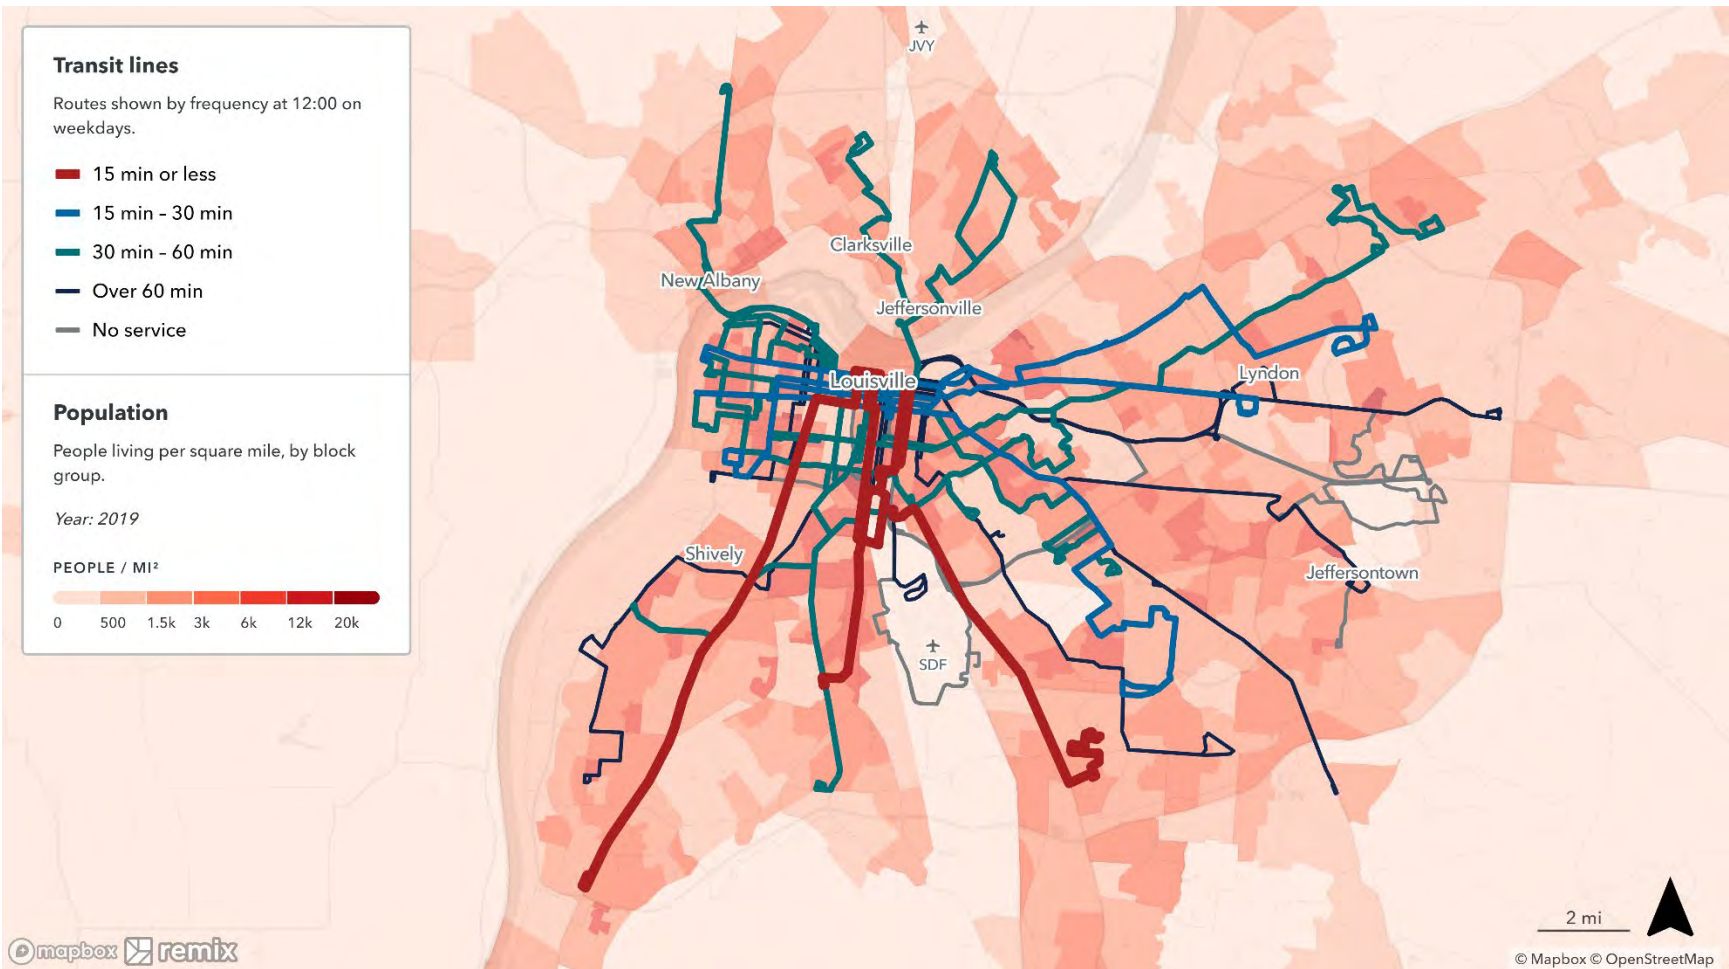 Transit lines
Routes shown by frequency at 12:00 on
weekdays.
15 min or less
15 min – 30 min
30 min – 60 min
Over 60 min
No service
Population
People living per square mile, by block
group.
Year: 2019
PEOPLE / MI²
0 500 1.5k 3k 6k 12k 20k
JVY
Clarksville
New Albany
Jeffersonville
Louisville
Lyndon
Shively
Jeffersontown
SDF
2 mi
mapbox remix
© Mapbox © OpenStreetMap